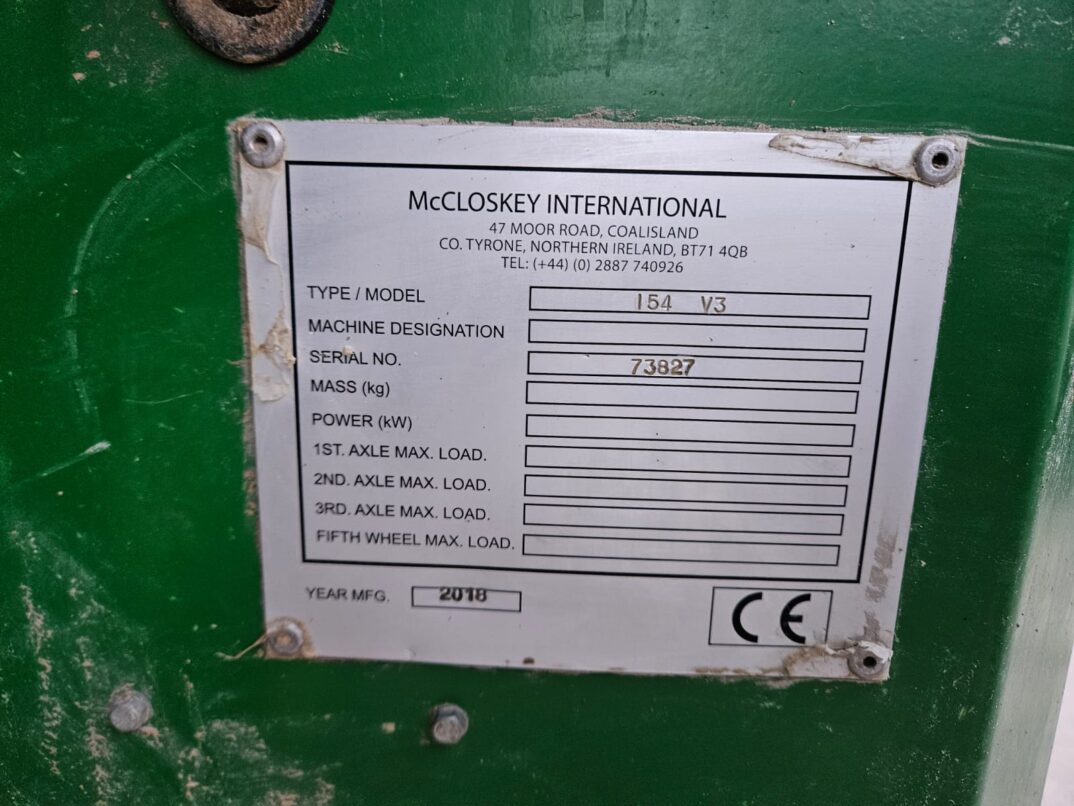 McCLOSKEY INTERNATIONAL
47 MOOR ROAD, COALISLAND
CO. TYRONE, NORTHERN IRELAND, BT71 4QB
TEL: (+44) (0) 2887 740926
TYPE / MODEL 154 V3
MACHINE DESIGNATION
SERIAL NO. 73827
MASS (kg)
POWER (kW)
1ST. AXLE MAX. LOAD.
2ND. AXLE MAX. LOAD.
3RD. AXLE MAX. LOAD.
FIFTH WHEEL MAX. LOAD.
YEAR MFG. 2018
CE